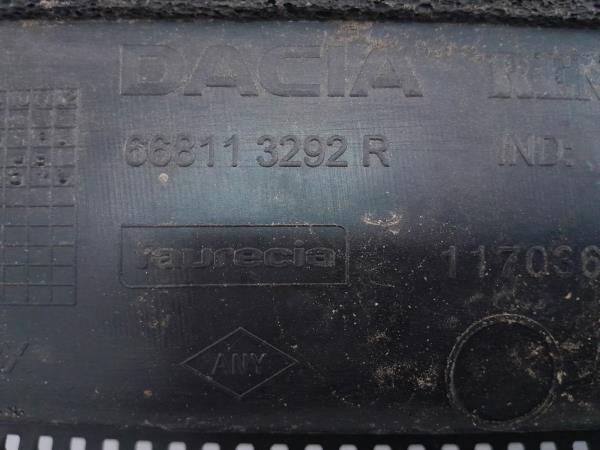 DACIA
66811 3292 R IND:
faurecia 117036
ANY